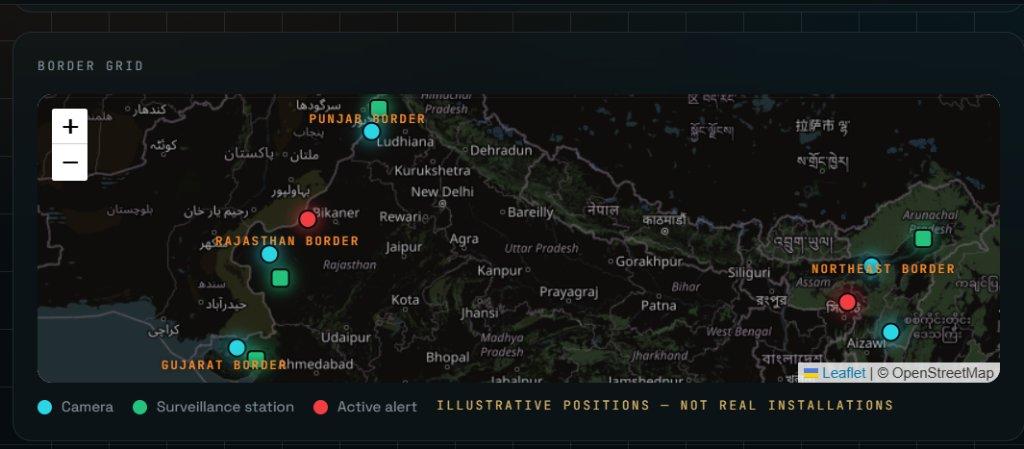 BORDER GRID
+
−
کندهار
سرگودها
Himachal
Pradesh
PUNJAB BORDER
کوئٹہ
پنجاب
Ludhiana
拉萨市
پاکستان
ملتان
Dehradun
Kurukshetra
بہاولپور
New Delhi
بلوچستان
رحیم یار خان
Bikaner
Rewari
Bareilly
नेपाल
काठमाडौं
Arunachal
Pradesh
RAJASTHAN BORDER
Jaipur
Agra
Uttar Pradesh
འབྲུག་ཡུལ།
Rajasthan
Kanpur
Gorakhpur
Siliguri
NORTHEAST BORDER
سندھ
Assam
Bihar
حیدرآباد
Kota
Prayagraj
Patna
রংপুর
Jhansi
کراچی
Udaipur
Madhya
Pradesh
West Bengal
Aizawl
GUJARAT BORDER
Ahmedabad
Bhopal
Jharkhand
বাংলাদেশ
Jabalpur
Jamshedpur
Leaflet | © OpenStreetMap
Camera
Surveillance station
Active alert
ILLUSTRATIVE POSITIONS — NOT REAL INSTALLATIONS